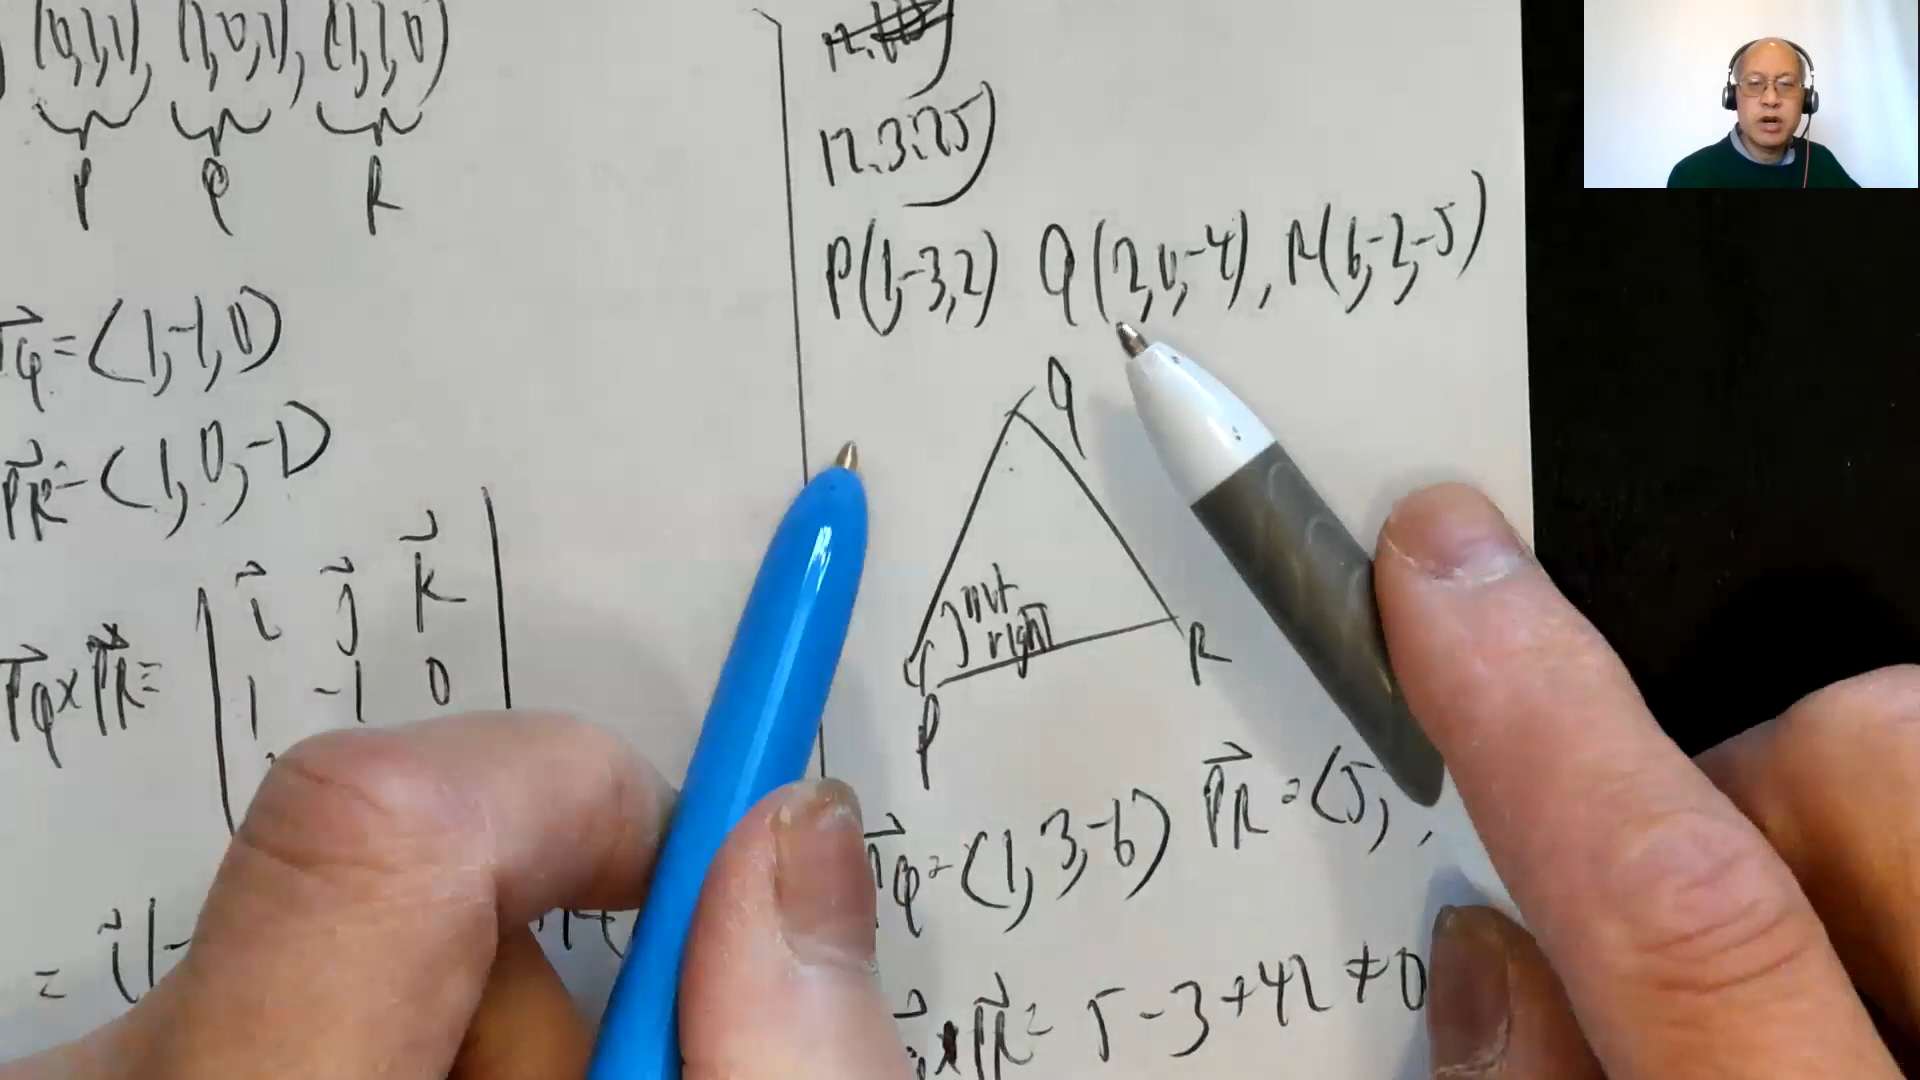 (0,1,1), (1,0,1), (1,1,0)
P Q R
PQ = (1,-1,0)
PR = (1,0,-1)
i j k
PQ x PR = 1 -1 0
= i
12.3.25)
P(1,-3,2) Q(2,0,-4), R(6,-2,-5)
Q
not
right
P
R
PQ = (1,3,-6) PR = (5, ,
PR = 5-3+42 ≠ 0